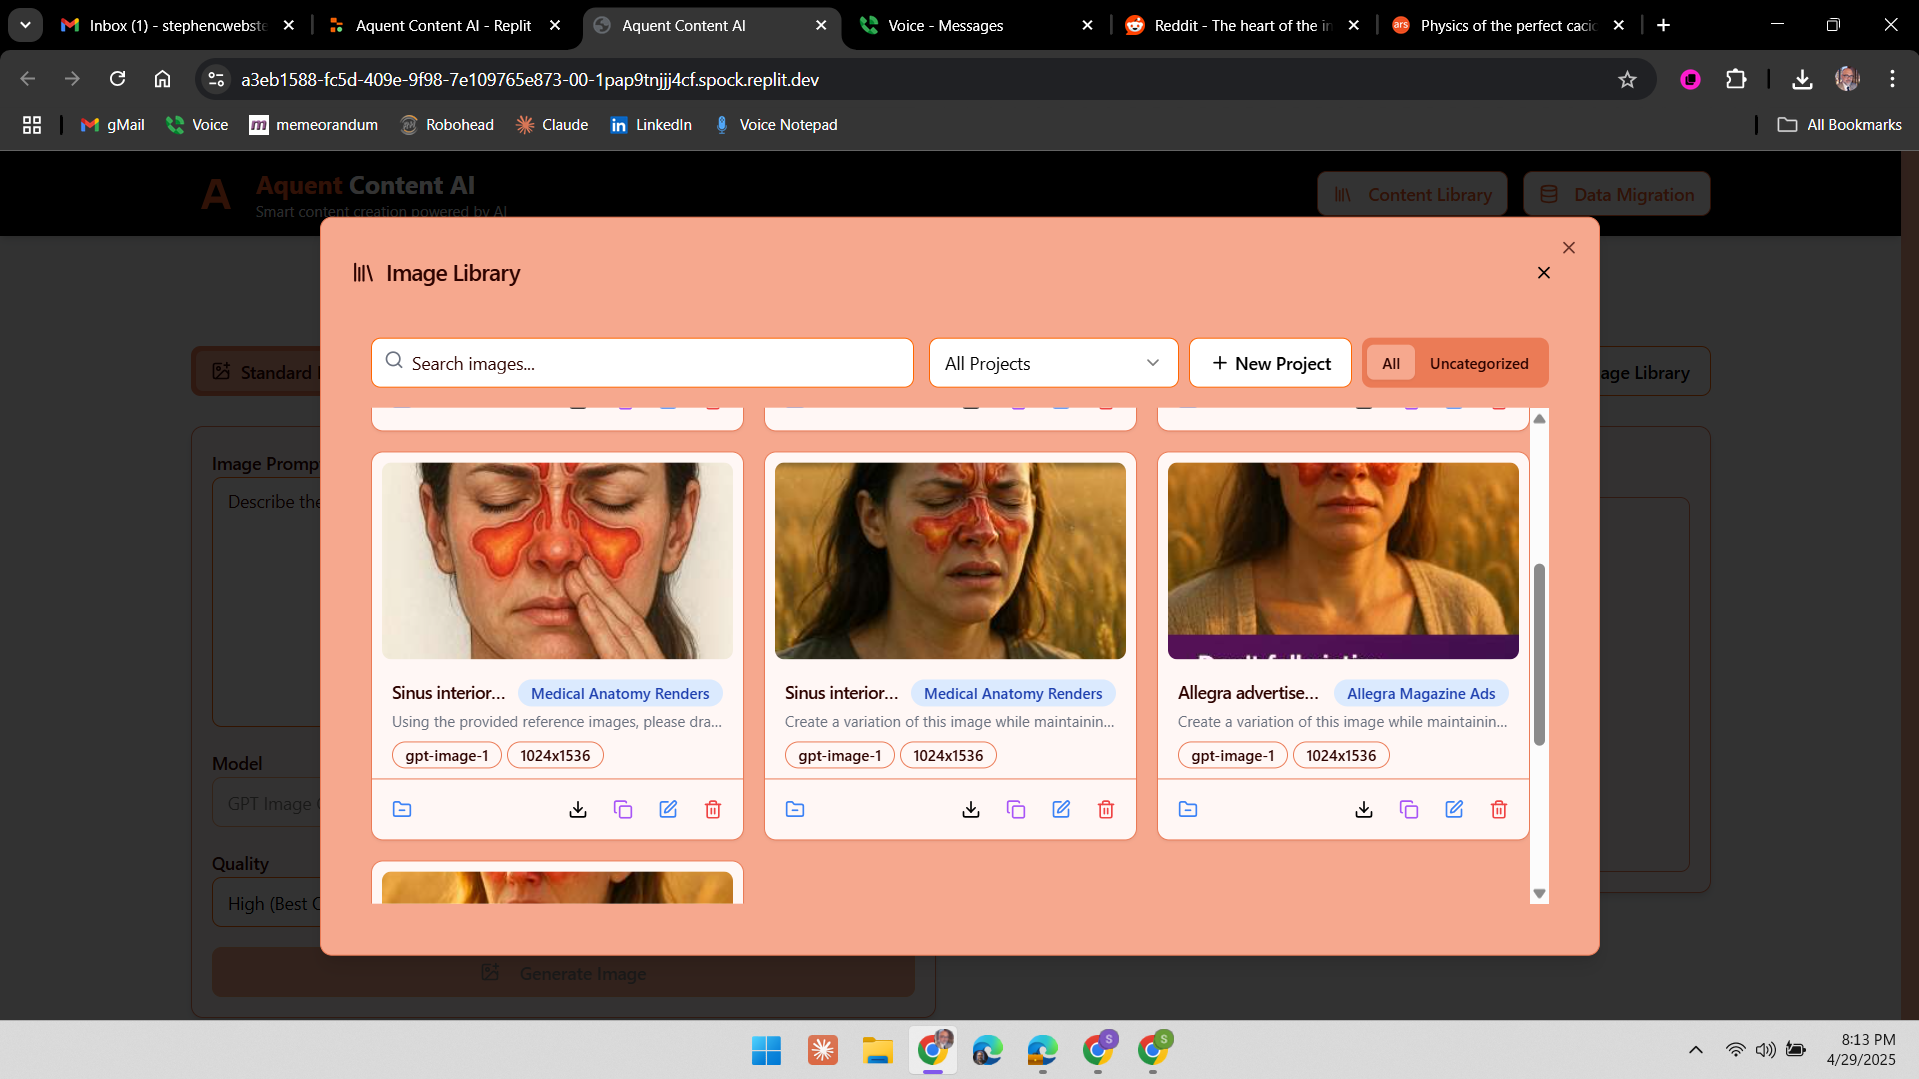 Inbox (1) - stephencwebste
Aquent Content AI - Replit
Aquent Content AI
Voice - Messages
Reddit - The heart of the in
ars
Physics of the perfect cacio
a3eb1588-fc5d-409e-9f98-7e109765e873-00-1pap9tnjjj4cf.spock.replit.dev
gMail
Voice
m
memeorandum
Robohead
Claude
in
LinkedIn
Voice Notepad
All Bookmarks
A
Aquent Content AI
Smart content creation powered by AI
Content Library
Data Migration
Image Library
Search images...
All Projects
+ New Project
All
Uncategorized
Standard
age Library
Image Promp
Describe the
Sinus interior...
Medical Anatomy Renders
Using the provided reference images, please dra...
gpt-image-1
1024x1536
Sinus interior...
Medical Anatomy Renders
Create a variation of this image while maintainin...
gpt-image-1
1024x1536
Allegra advertise...
Allegra Magazine Ads
Create a variation of this image while maintainin...
gpt-image-1
1024x1536
Model
GPT Image
Quality
High (Best
Generate Image
S
S
8:13 PM
4/29/2025